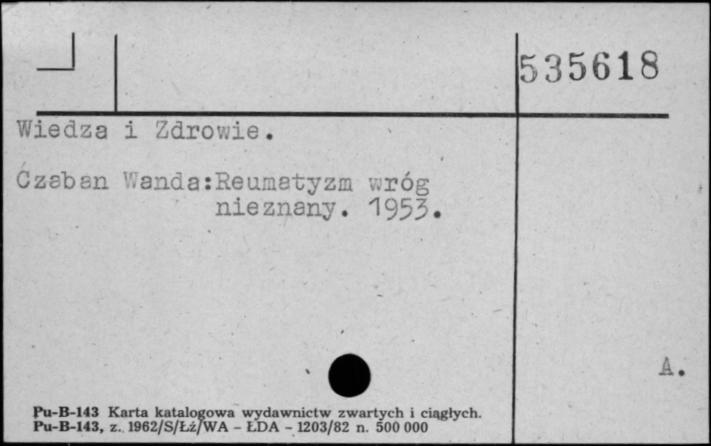 535618
Wiedza i Zdrowie.
Czaban Wanda:Reumatyzm wróg
nieznany. 1953.
A.
Pu-B-143 Karta katalogowa wydawnictw zwartych i ciągłych.
Pu-B-143, z. 1962/S/Łż/WA - ŁDA - 1203/82 n. 500 000